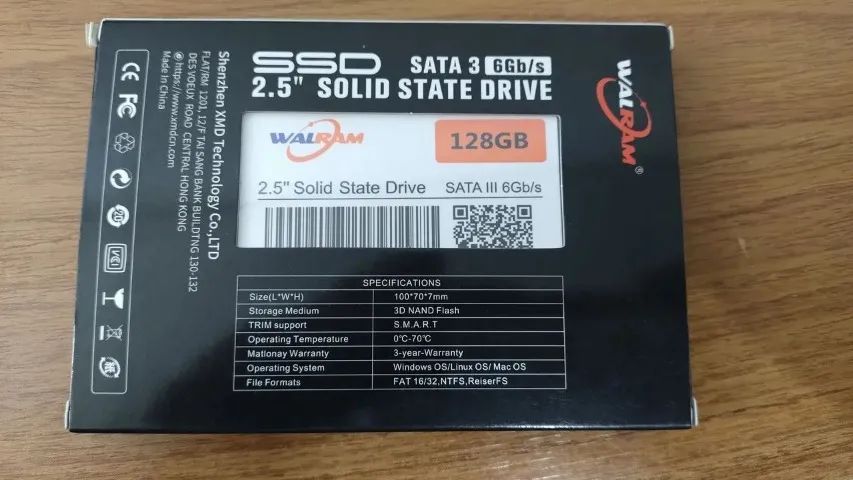 SSD SATA 3 6Gb/s
2.5" SOLID STATE DRIVE
WALRAM®
WALRAM 128GB
2.5" Solid State Drive SATA III 6Gb/s
SPECIFICATIONS
Size(L*W*H) 100*70*7mm
Storage Medium 3D NAND Flash
TRIM support S.M.A.R.T
Operating Temperature 0℃-70℃
Matlonay Warranty 3-year-Warranty
Operating System Windows OS/Linux OS/ Mac OS
File Formats FAT 16/32,NTFS,ReiserFS
Shenzhen XMD Technology Co.,LTD
FLAT/RM 1201,12/F TAI SANG BANK BUILDTNG 130-132
DES VOEUX ROAD CENTRAL HONG KONG
https://www.xmdcn.com
Made In China
CE FC